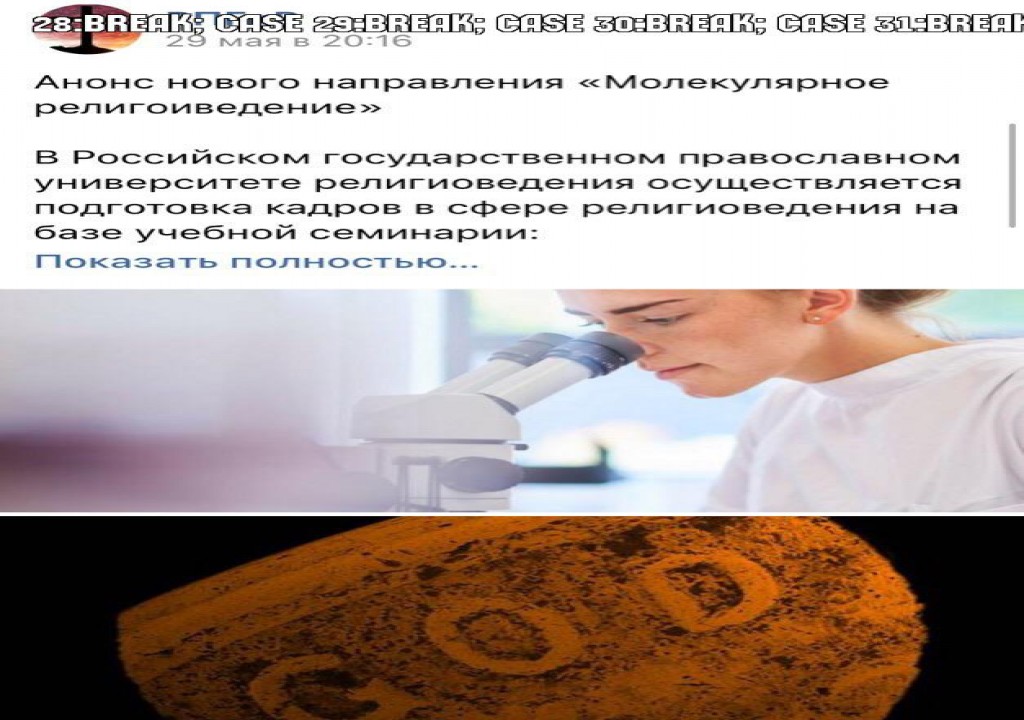 28:BREAK; CASE 29:BREAK; CASE 30:BREAK; CASE 31:BREAK
29 мая в 20:16
Анонс нового направления «Молекулярное
религоиведение»
В Российском государственном православном
университете религиоведения осуществляется
подготовка кадров в сфере религиоведения на
базе учебной семинарии:
Показать полностью...
GOD